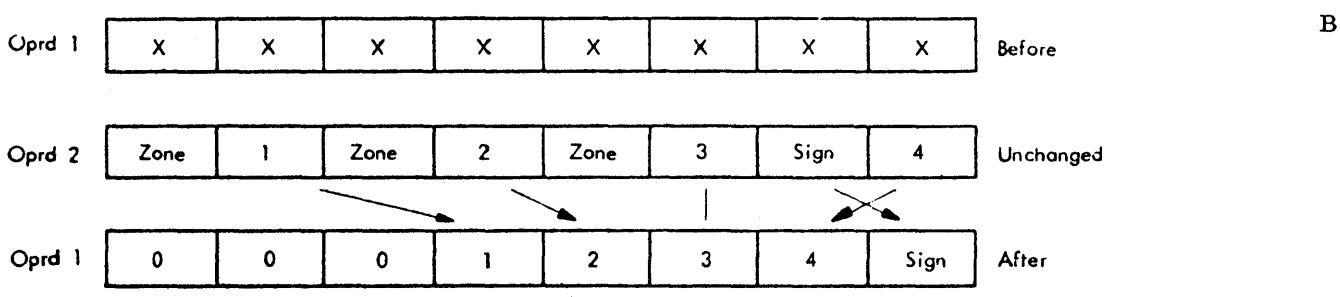 B
Oprd 1 X X X X X X X X Before
Oprd 2 Zone 1 Zone 2 Zone 3 Sign 4 Unchanged
Oprd 1 0 0 0 1 2 3 4 Sign After